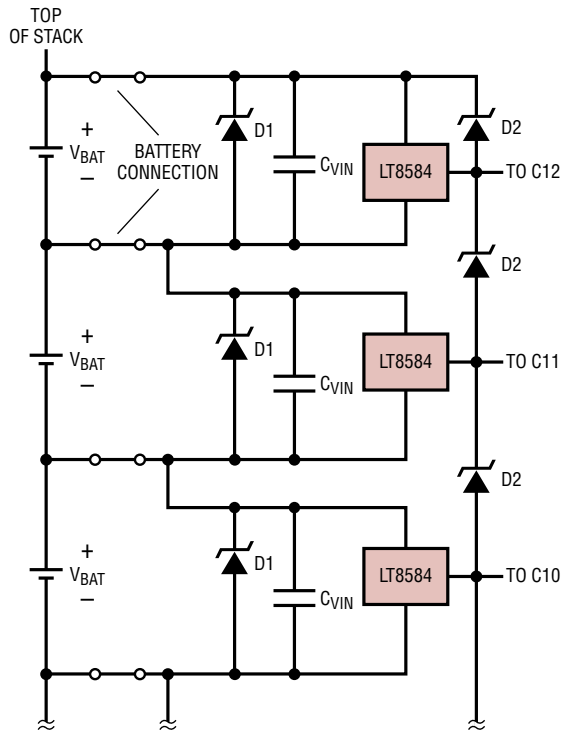 TOP
OF STACK
+
VBAT
–
BATTERY
CONNECTION
D1
CVIN
LT8584
D2
TO C12
D2
+
VBAT
–
D1
CVIN
LT8584
TO C11
D2
+
VBAT
–
D1
CVIN
LT8584
TO C10